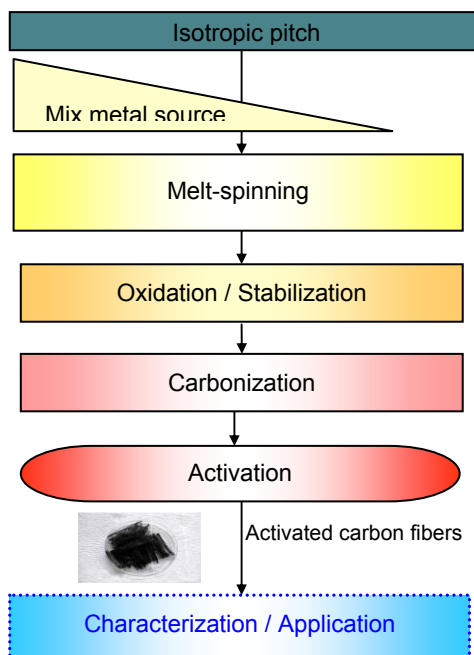 Isotropic pitch
Mix metal source
Melt-spinning
Oxidation / Stabilization
Carbonization
Activation
Activated carbon fibers
Characterization / Application